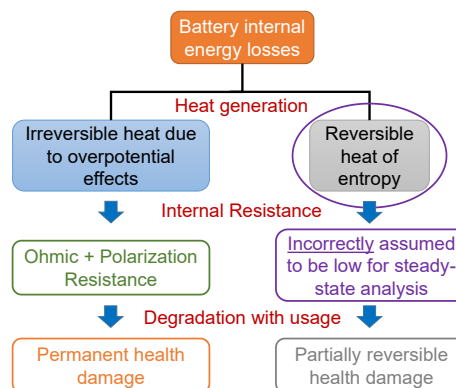 Battery internal
energy losses
Heat generation
Irreversible heat due
to overpotential
effects
Reversible
heat of
entropy
Internal Resistance
Ohmic + Polarization
Resistance
Incorrectly assumed
to be low for steady-
state analysis
Degradation with usage
Permanent health
damage
Partially reversible
health damage